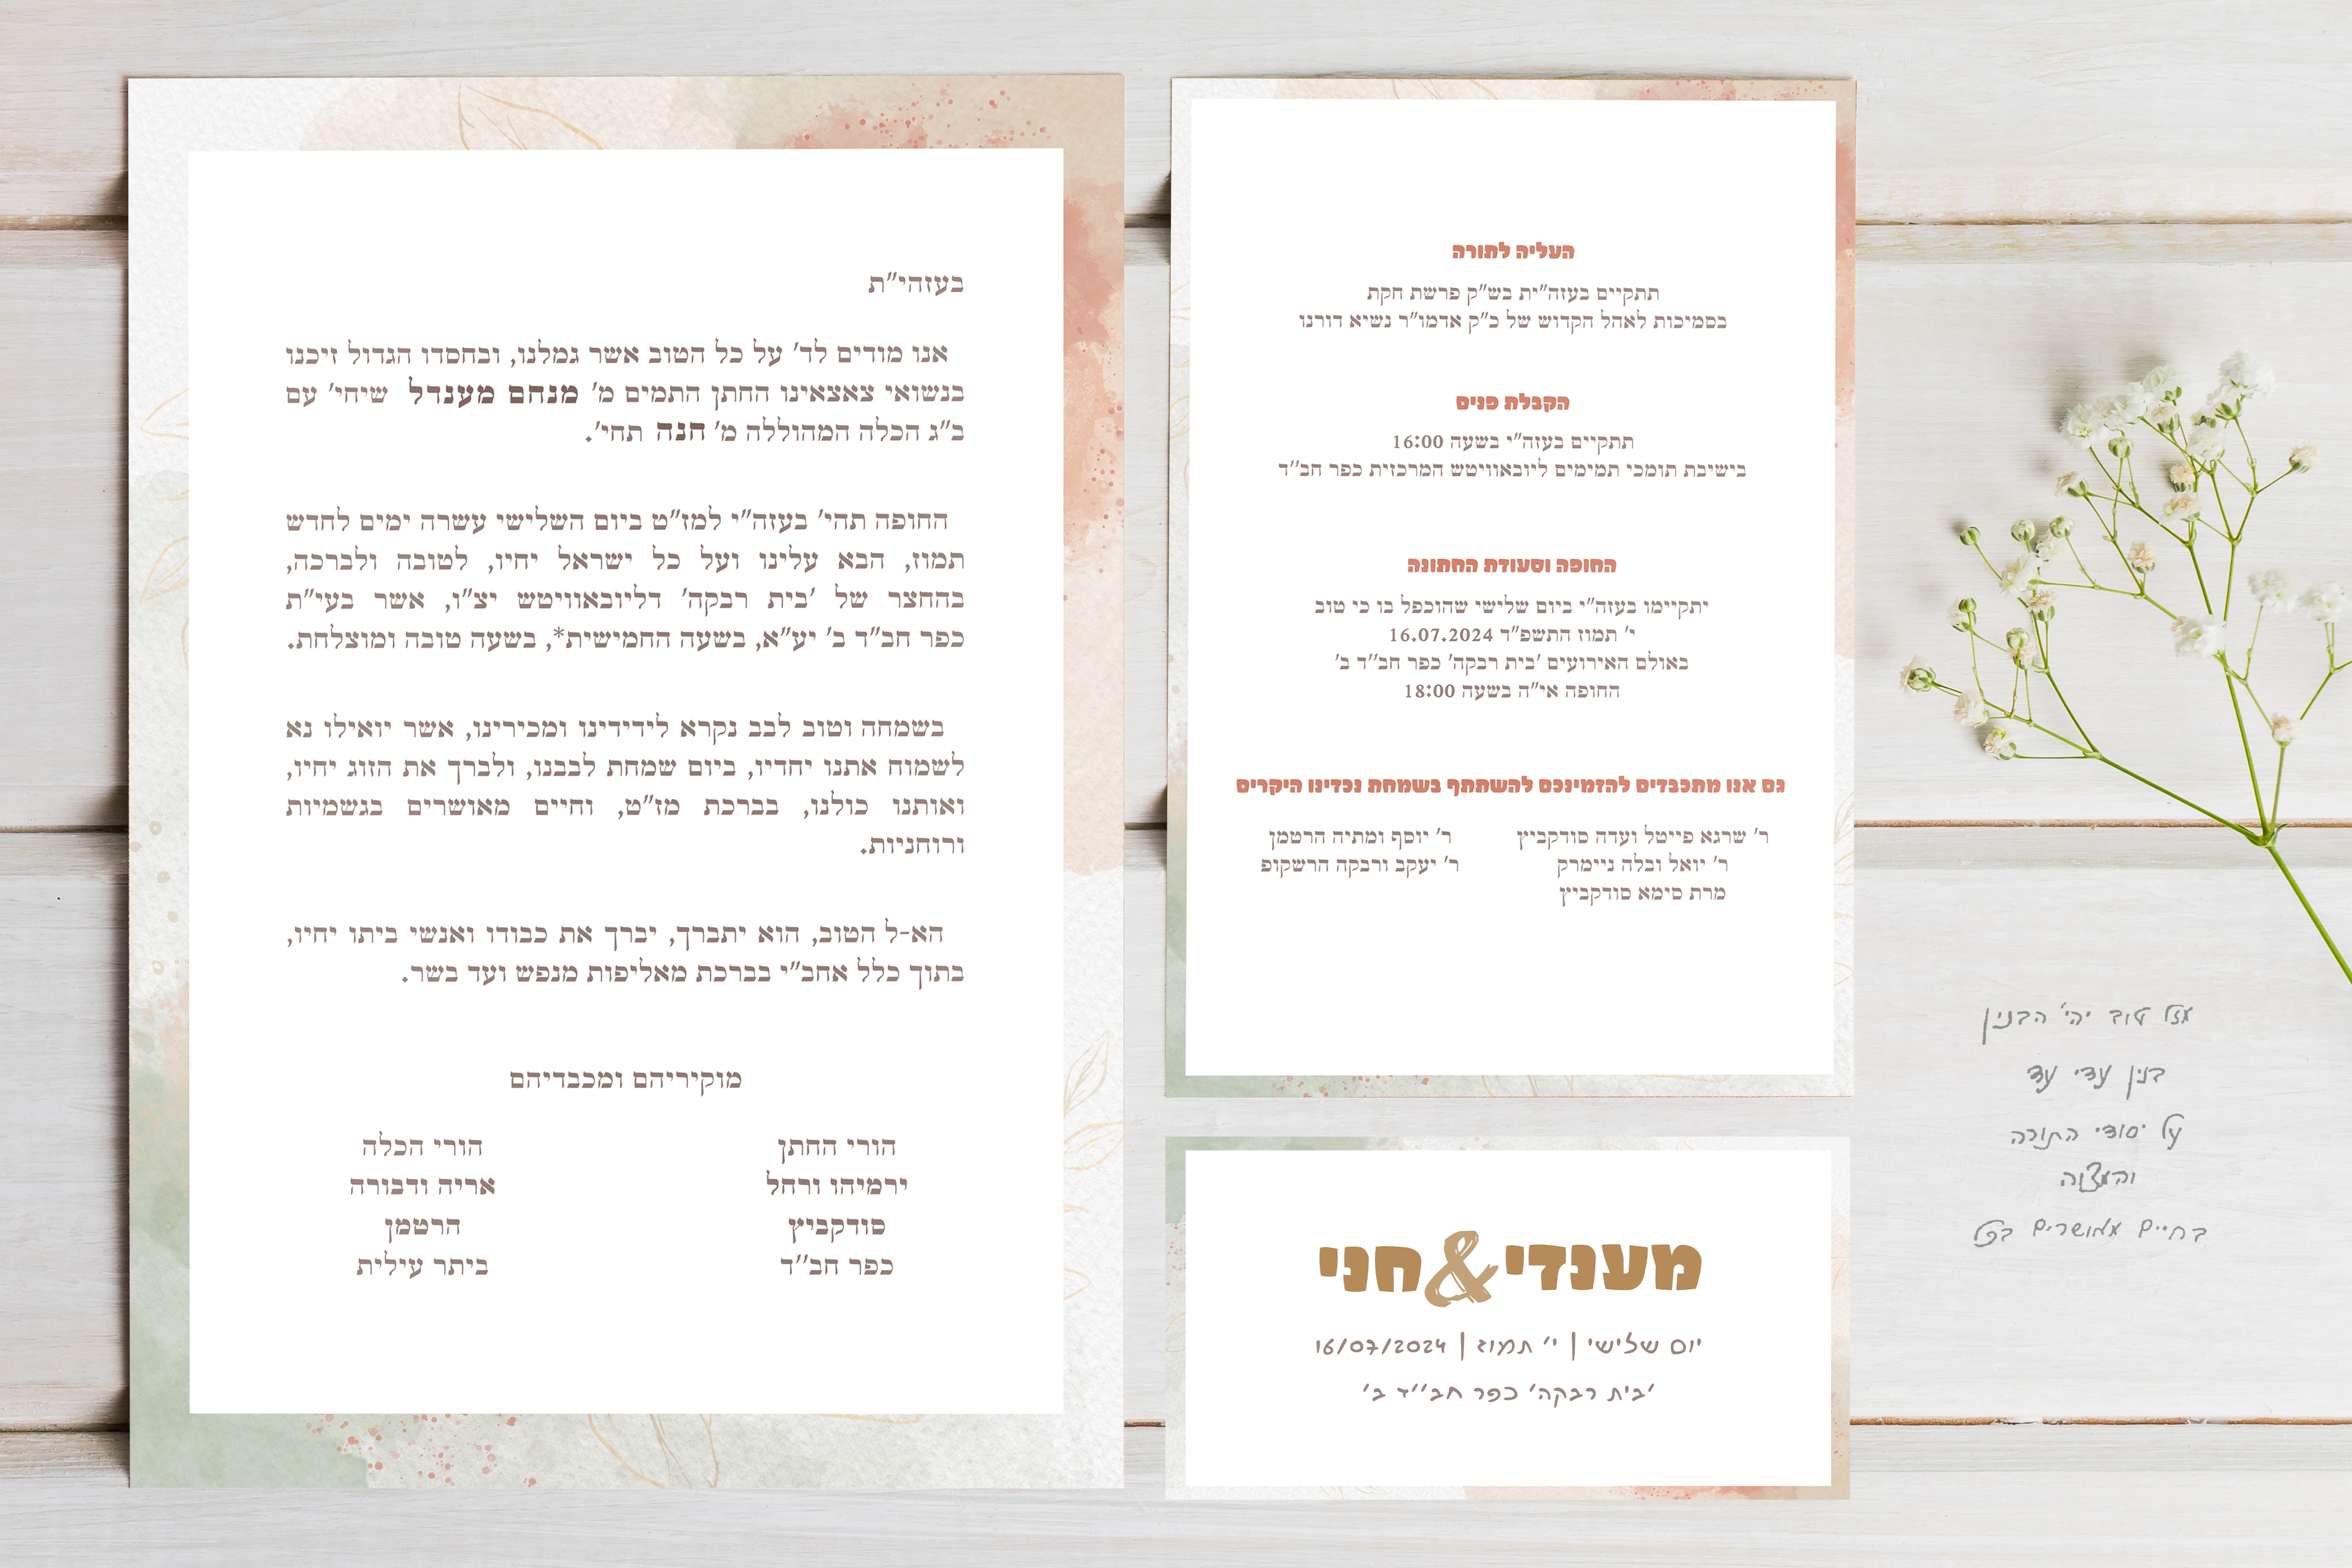 בעזהי"ת
אנו מודים לד' על כל הטוב אשר גמלנו, ובחסדו הגדול זיכנו
בנשואי צאצאינו החתן התמים מ' מנחם מענדל שיחי' עם
ב"ג הכלה המהוללה מ' חנה תחי'.
החופה תהי' בעזה"י למז"ט ביום השלישי עשרה ימים לחדש
תמוז, הבא עלינו ועל כל ישראל יחיו, לטובה ולברכה,
בהחצר של 'בית רבקה' דליובאוויטש יצ"ו, אשר בעי"ת
כפר חב"ד ב' יע"א, בשעה החמישית*, בשעה טובה ומוצלחת.
בשמחה וטוב לבב נקרא לידידינו ומכירינו, אשר יואילו נא
לשמוח אתנו יחדיו, ביום שמחת לבבנו, ולברך את הזוג יחיו,
ואותנו כולנו, בברכת מז"ט, וחיים מאושרים בגשמיות
ורוחניות.
הא-ל הטוב, הוא יתברך, יברך את כבודו ואנשי ביתו יחיו,
בתוך כלל אחב"י בברכת מאליפות מנפש ועד בשר.
מוקיריהם ומכבדיהם
הורי החתן
ירמיהו ורחל
סודקביץ
כפר חב"ד
הורי הכלה
אריה ודבורה
הרטמן
ביתר עילית
העליה לתורה
תתקיים בעזה"ית בש"ק פרשת חקת
בסמיכות לאהל הקדוש של כ"ק אדמו"ר נשיא דורנו
הקבלת פנים
תתקיים בעזה"י בשעה 16:00
בישיבת תומכי תמימים ליובאוויטש המרכזית כפר חב"ד
החופה וסעודת החתונה
יתקיימו בעזה"י ביום שלישי שהוכפל בו כי טוב
י' תמוז התשפ"ד 16.07.2024
באולם האירועים 'בית רבקה' כפר חב"ד ב'
החופה אי"ה בשעה 18:00
גם אנו מתכבדים להזמינכם להשתתף בשמחת נכדינו היקרים
ר' שרגא פייטל ועדה סודקביץ
ר' יואל ובלה ניימרק
מרת סימא סודקביץ
ר' יוסף ומתיה הרטמן
ר' יעקב ורבקה הרשקופ
מענדי & חני
יום שלישי | י' תמוז | 16/07/2024
'בית רבקה' כפר חב"ד ב'
מזל טוב יהי' הבנין
בנין עדי עד
על יסודי התורה
והמצוה
בחיים מאושרים בכל